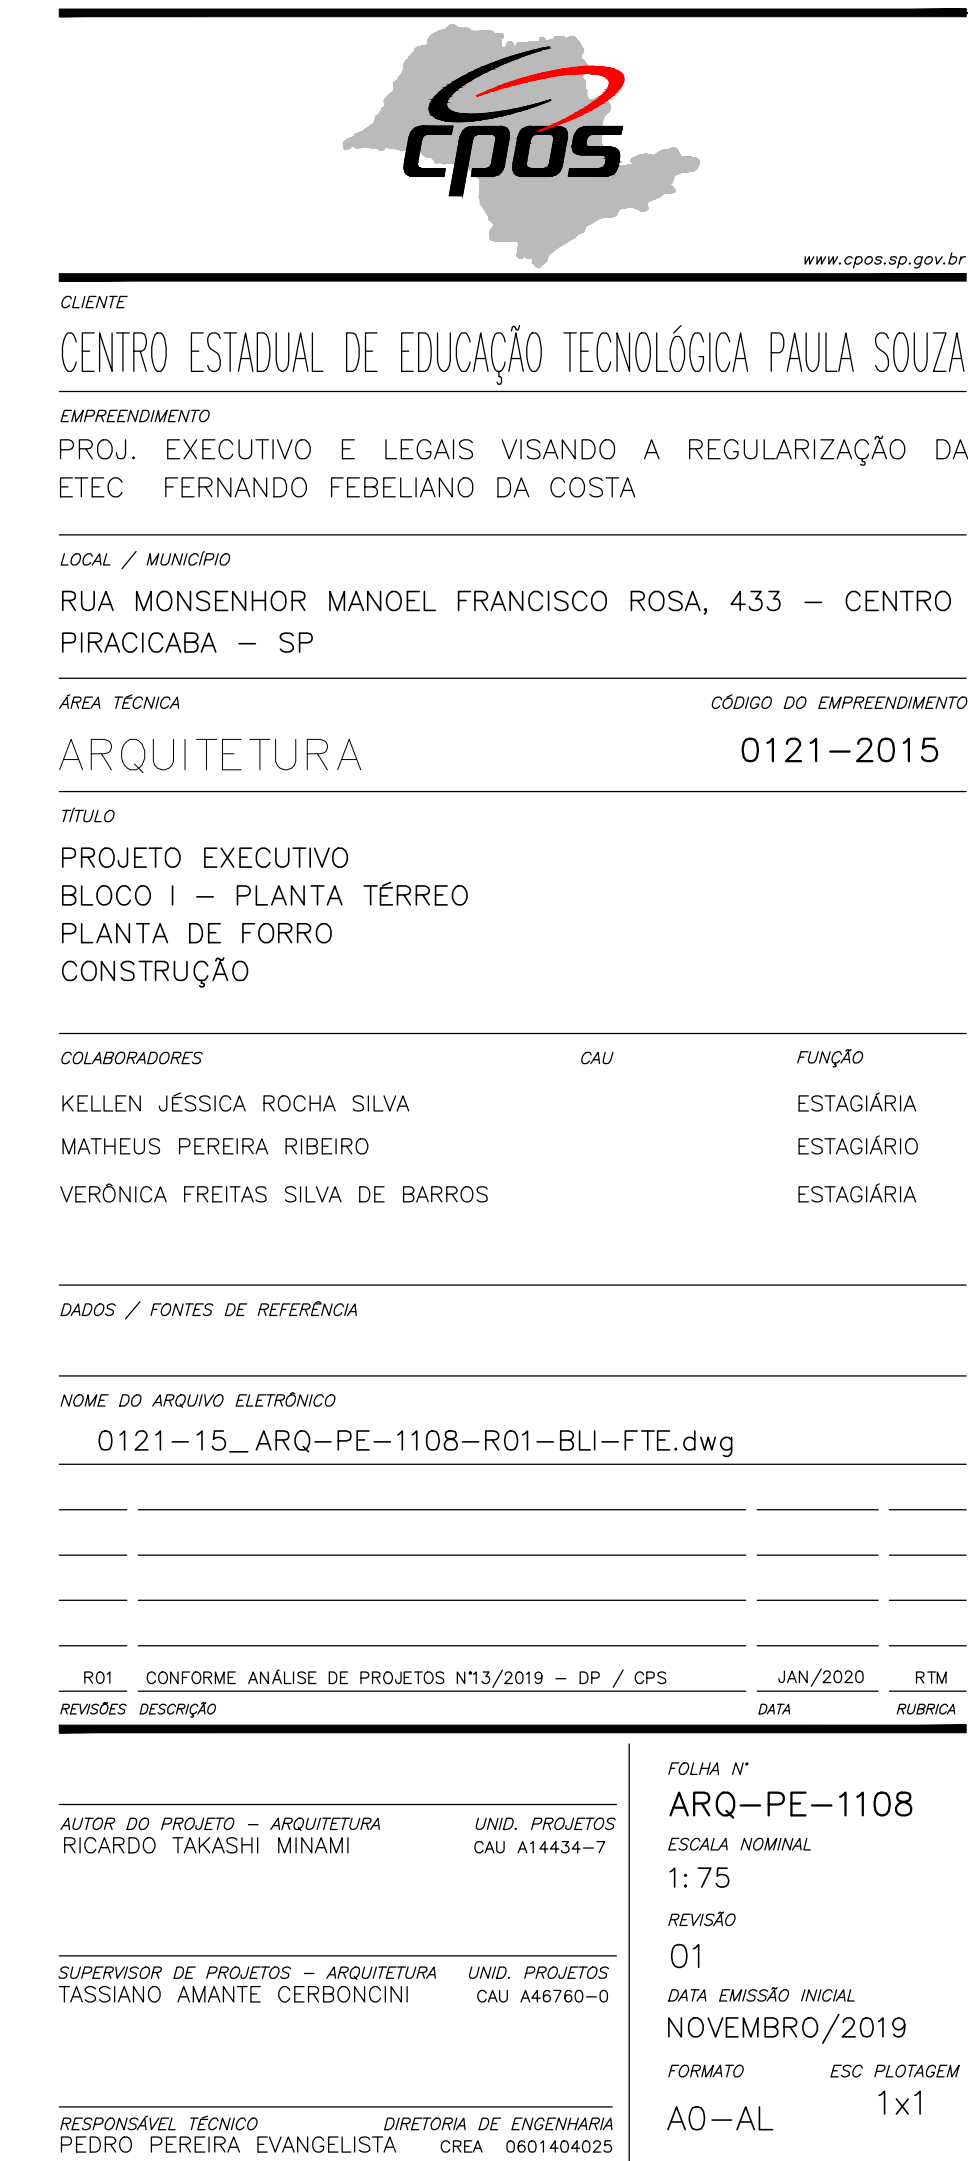 cpos
www.cpos.sp.gov.br
CLIENTE
CENTRO ESTADUAL DE EDUCAÇÃO TECNOLÓGICA PAULA SOUZA
EMPREENDIMENTO
PROJ. EXECUTIVO E LEGAIS VISANDO A REGULARIZAÇÃO DA
ETEC FERNANDO FEBELIANO DA COSTA
LOCAL / MUNICÍPIO
RUA MONSENHOR MANOEL FRANCISCO ROSA, 433 – CENTRO
PIRACICABA – SP
ÁREA TÉCNICA CÓDIGO DO EMPREENDIMENTO
ARQUITETURA 0121–2015
TÍTULO
PROJETO EXECUTIVO
BLOCO I – PLANTA TÉRREO
PLANTA DE FORRO
CONSTRUÇÃO
COLABORADORES CAU FUNÇÃO
KELLEN JÉSSICA ROCHA SILVA ESTAGIÁRIA
MATHEUS PEREIRA RIBEIRO ESTAGIÁRIO
VERÔNICA FREITAS SILVA DE BARROS ESTAGIÁRIA
DADOS / FONTES DE REFERÊNCIA
NOME DO ARQUIVO ELETRÔNICO
0121–15_ARQ–PE–1108–R01–BLI–FTE.dwg
R01 CONFORME ANÁLISE DE PROJETOS N°13/2019 – DP / CPS JAN/2020 RTM
REVISÕES DESCRIÇÃO DATA RUBRICA
AUTOR DO PROJETO – ARQUITETURA UNID. PROJETOS
RICARDO TAKASHI MINAMI CAU A14434–7
SUPERVISOR DE PROJETOS – ARQUITETURA UNID. PROJETOS
TASSIANO AMANTE CERBONCINI CAU A46760–0
RESPONSÁVEL TÉCNICO DIRETORIA DE ENGENHARIA
PEDRO PEREIRA EVANGELISTA CREA 0601404025
FOLHA N°
ARQ–PE–1108
ESCALA NOMINAL
1:75
REVISÃO
01
DATA EMISSÃO INICIAL
NOVEMBRO/2019
FORMATO ESC PLOTAGEM
A0–AL 1x1